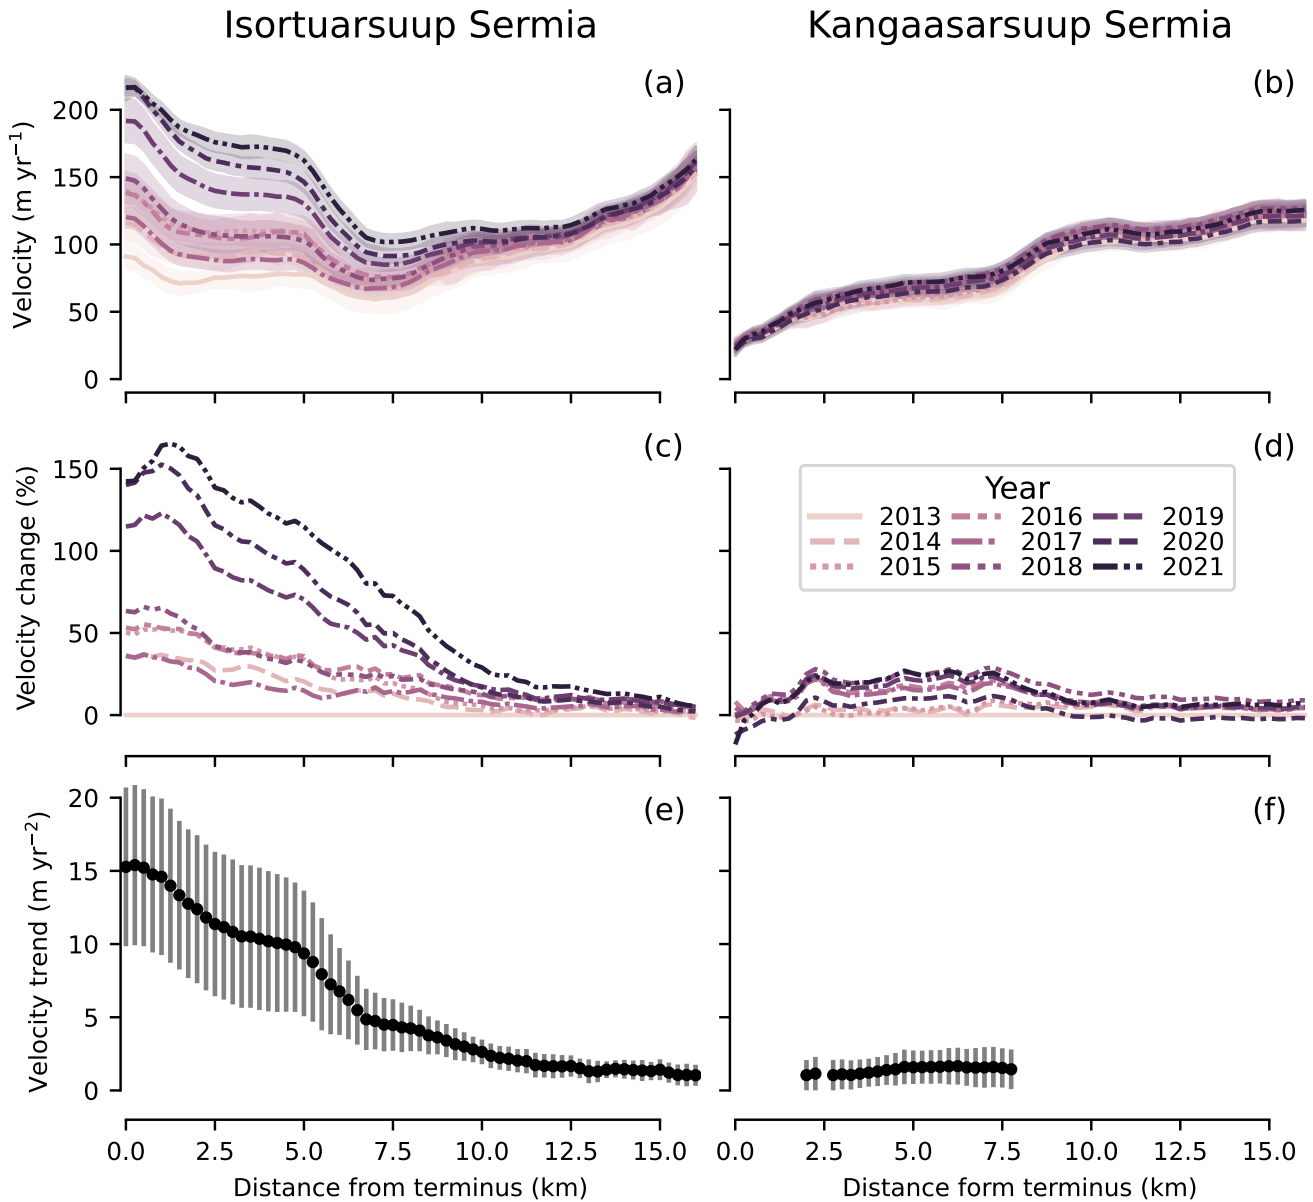 Isortuarsuup Sermia
Kangaasarsuup Sermia
(a)
(b)
Velocity (m yr⁻¹)
200
150
100
50
0
(c)
(d)
Velocity change (%)
150
100
50
0
Year
2013
2014
2015
2016
2017
2018
2019
2020
2021
(e)
(f)
Velocity trend (m yr⁻²)
20
15
10
5
0
0.0 2.5 5.0 7.5 10.0 12.5 15.0
0.0 2.5 5.0 7.5 10.0 12.5 15.0
Distance from terminus (km)
Distance form terminus (km)